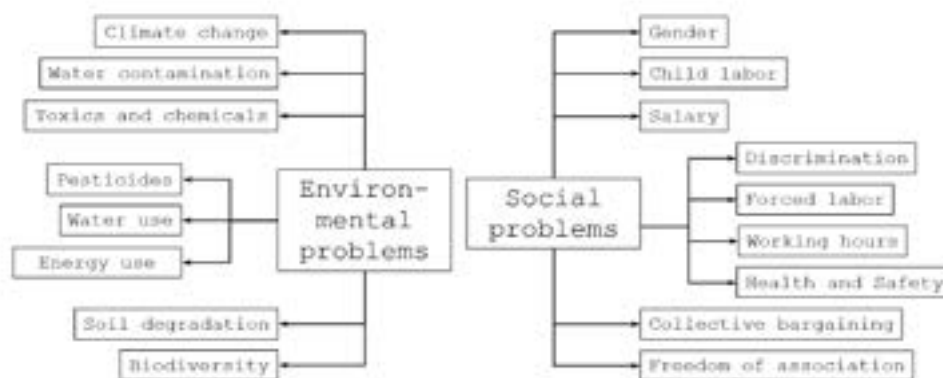 Climate change
Water contamination
Toxics and chemicals
Pesticides
Water use
Energy use
Soil degradation
Biodiversity
Environ-
mental
problems
Social
problems
Gender
Child labor
Salary
Discrimination
Forced labor
Working hours
Health and Safety
Collective bargaining
Freedom of association